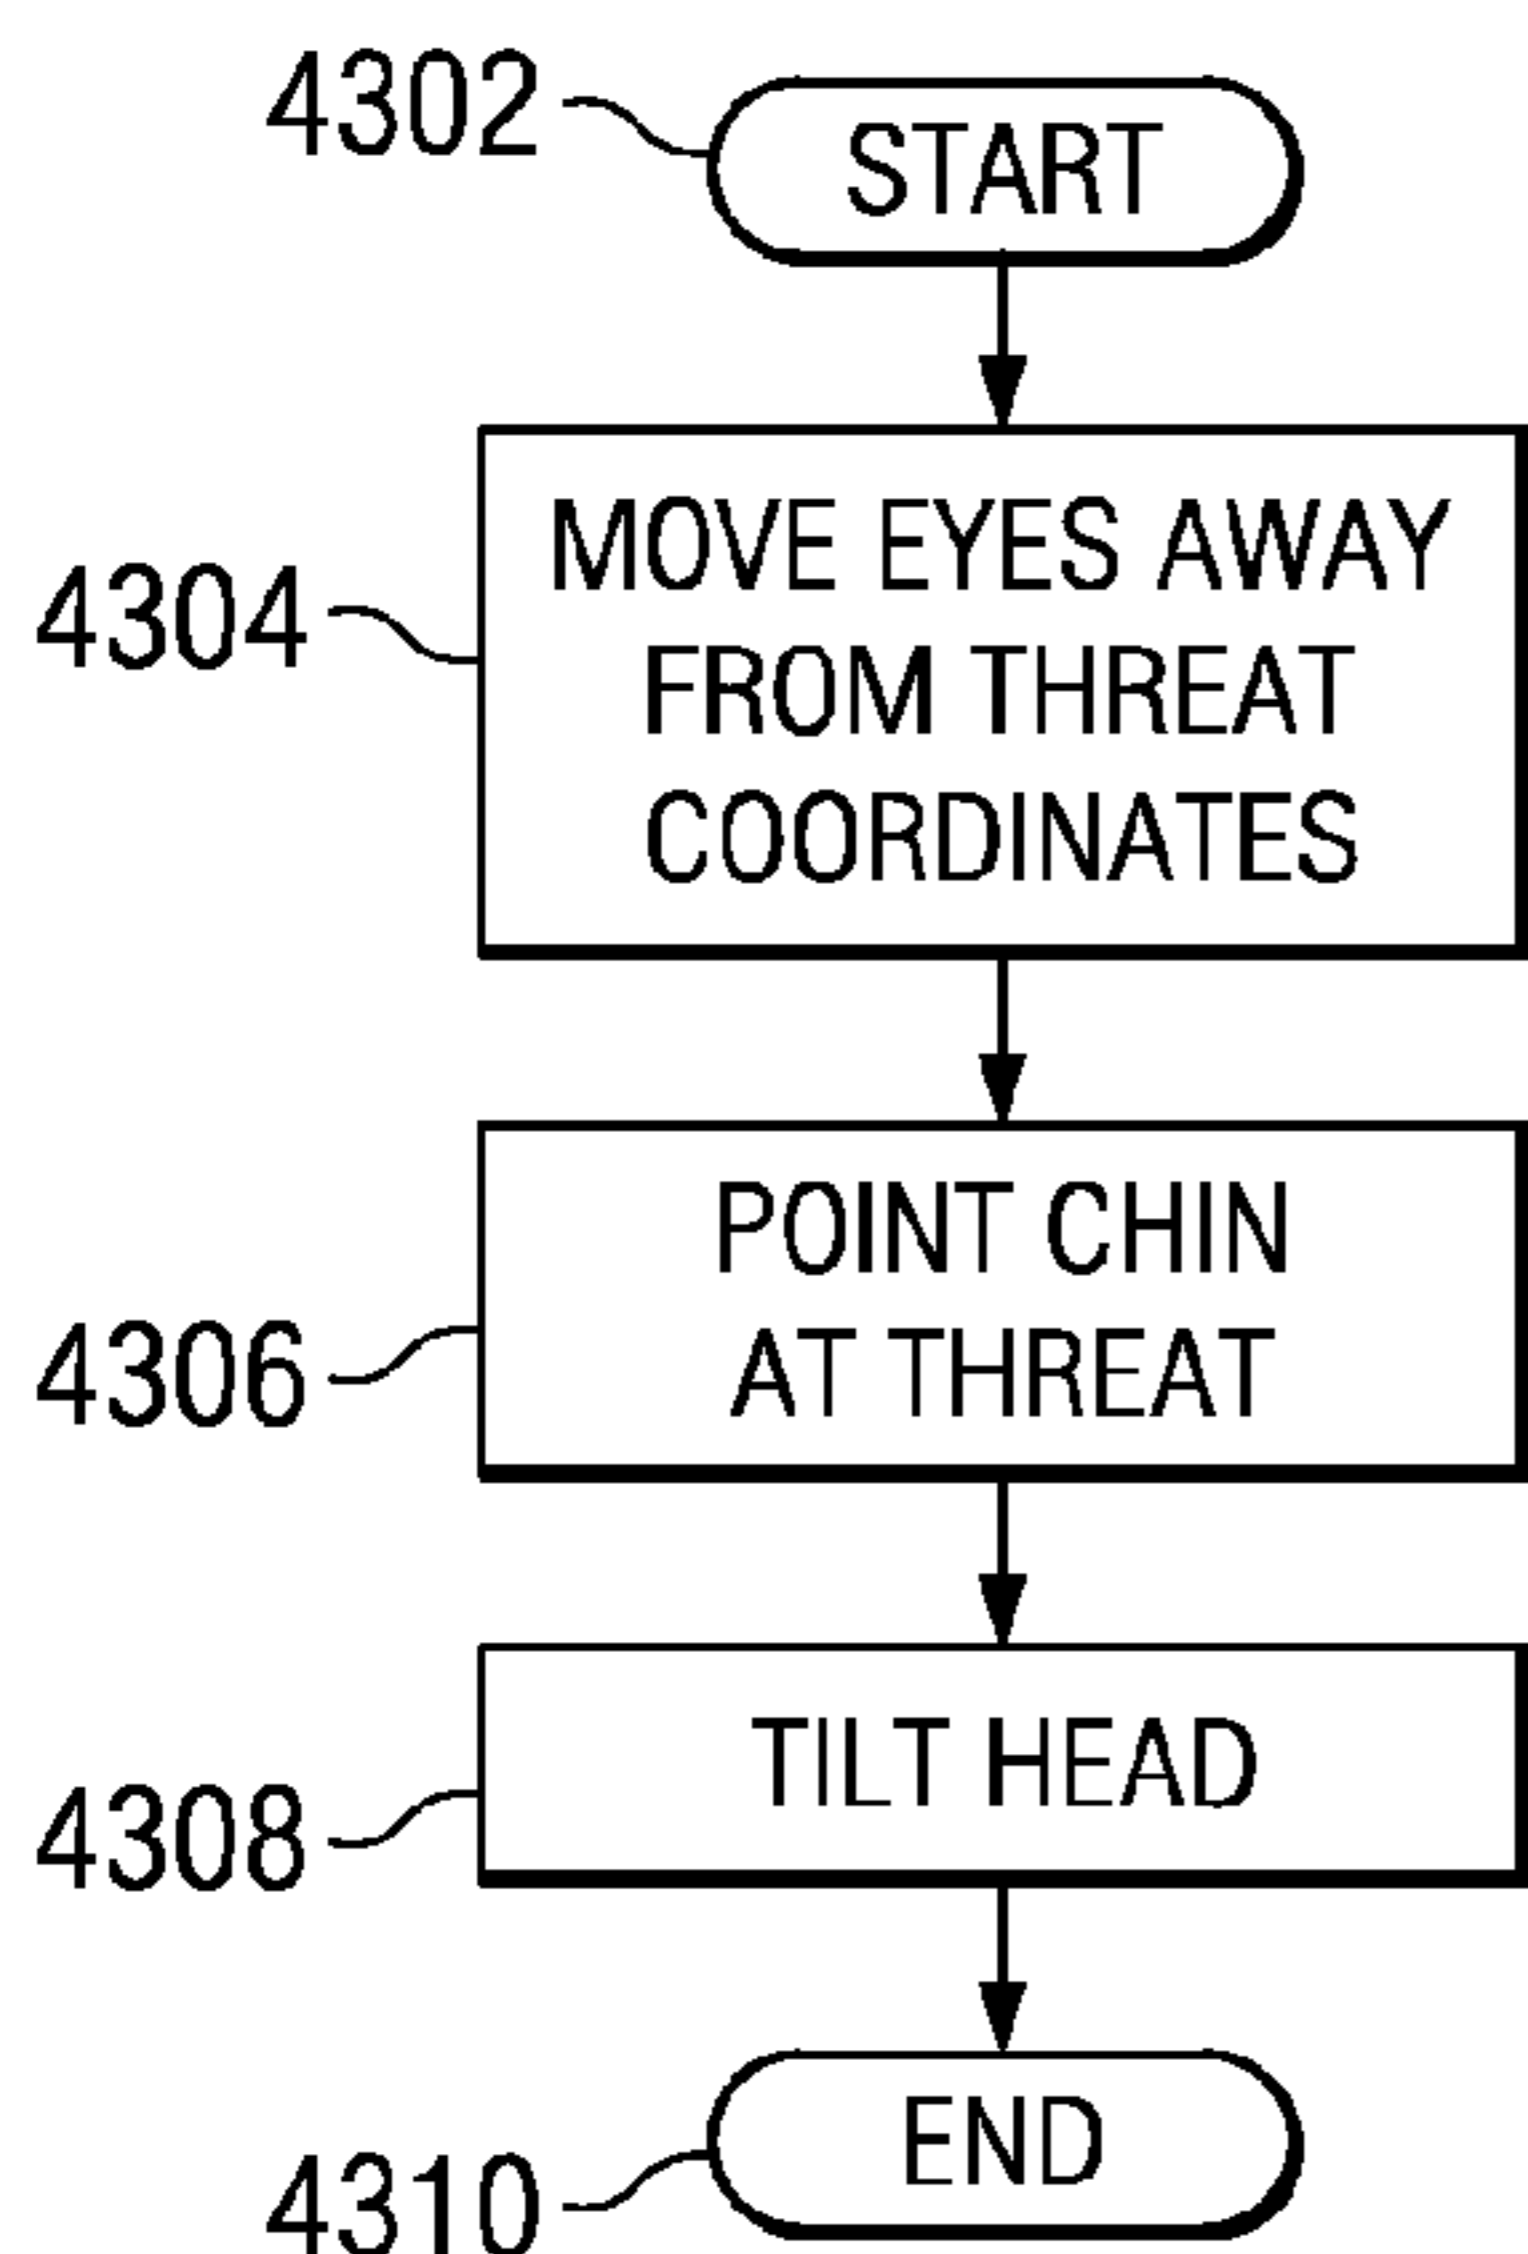 4302
START
4304
MOVE EYES AWAY
FROM THREAT
COORDINATES
4306
POINT CHIN
AT THREAT
4308
TILT HEAD
4310
END